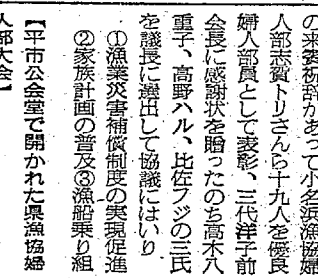 の来賓祝辞があって小名浜漁協婦
人部志賀トリさんら十九人を優良
婦人部員として表彰、三代洋子前
会長に感謝状を贈ったのち高木八
重子、高野ハル、比佐フジの三氏
を議長に選出して協議にはいり
①漁業災害補償制度の実現促進
②家族計画の普及③漁船乗り組
【平市公会堂で開かれた県漁協婦
人部大会】